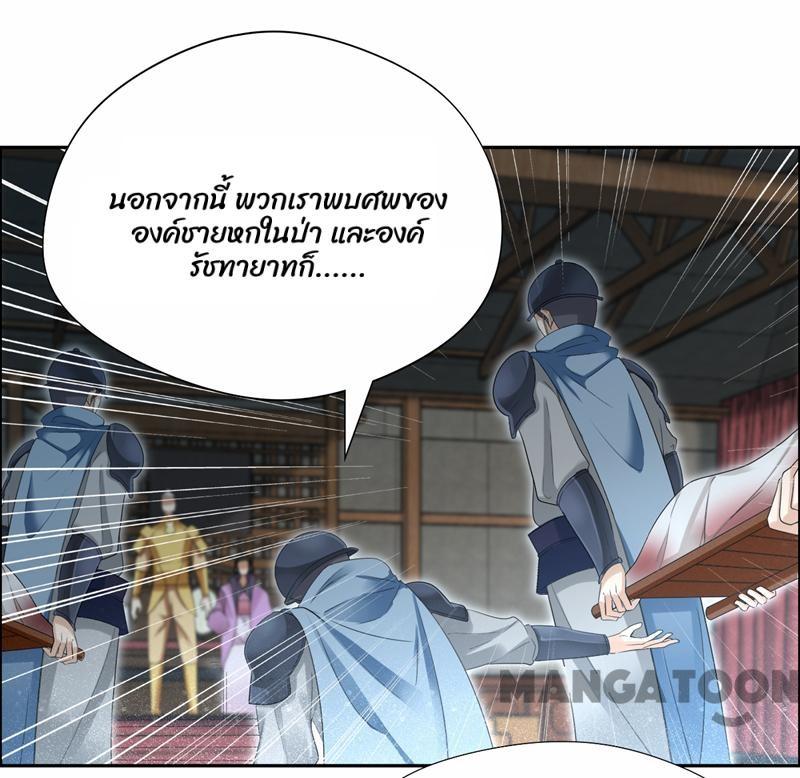 นอกจากนี้ พวกเราพบศพของ
องค์ชายหกในป่า และองค์
รัชทายาทก็......
MANGATOON